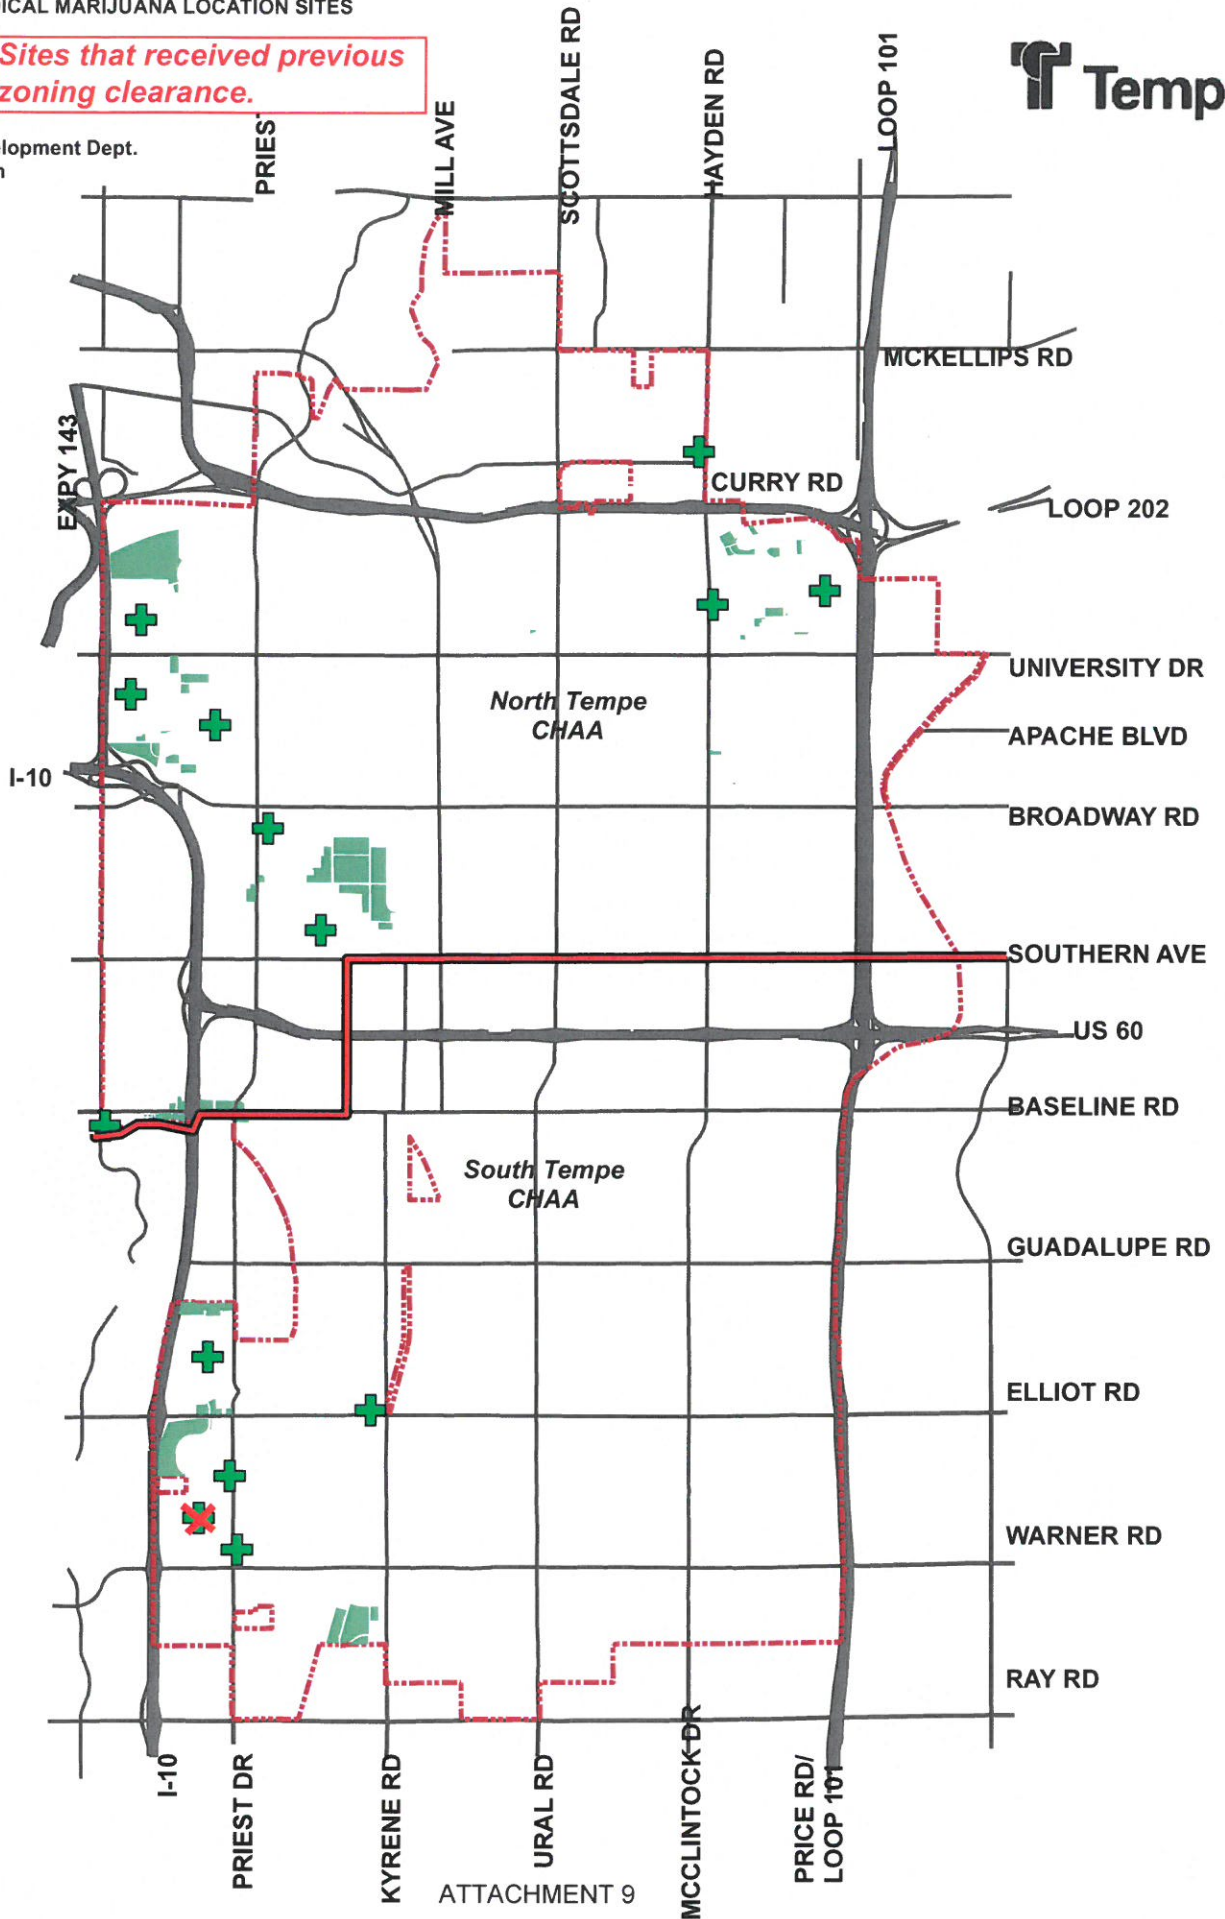 ICAL MARIJUANA LOCATION SITES
Sites that received previous
zoning clearance.
elopment Dept.
n
Temp
PRIEST
MILL AVE
SCOTTSDALE RD
HAYDEN RD
LOOP 101
MCKELLIPS RD
EXPY 143
CURRY RD
LOOP 202
UNIVERSITY DR
North Tempe
CHAA
APACHE BLVD
I-10
BROADWAY RD
SOUTHERN AVE
US 60
BASELINE RD
South Tempe
CHAA
GUADALUPE RD
ELLIOT RD
WARNER RD
RAY RD
I-10
PRIEST DR
KYRENE RD
URAL RD
MCCLINTOCK DR
PRICE RD/
LOOP 101
ATTACHMENT 9